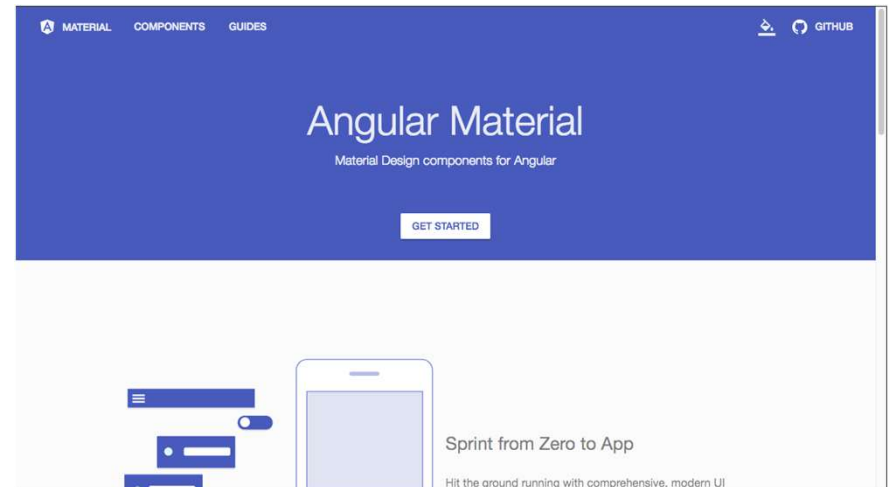 MATERIAL COMPONENTS GUIDES GITHUB
Angular Material
Material Design components for Angular
GET STARTED
Sprint from Zero to App
Hit the ground running with comprehensive, modern UI